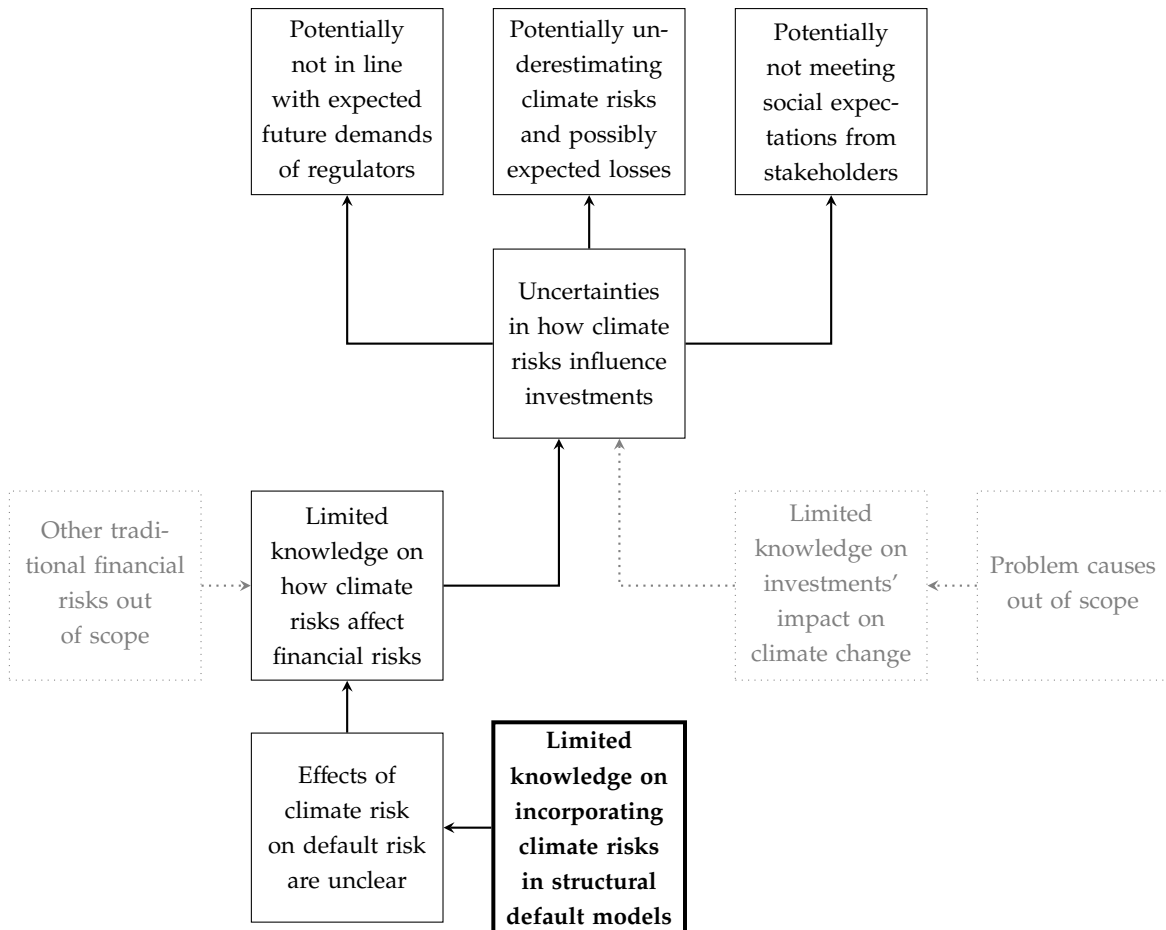 Potentially
not in line
with expected
future demands
of regulators
Potentially un-
derestimating
climate risks
and possibly
expected losses
Potentially
not meeting
social expec-
tations from
stakeholders
Uncertainties
in how climate
risks influence
investments
Other tradi-
tional financial
risks out
of scope
Limited
knowledge on
how climate
risks affect
financial risks
Limited
knowledge on
investments’
impact on
climate change
Problem causes
out of scope
Effects of
climate risk
on default risk
are unclear
Limited
knowledge on
incorporating
climate risks
in structural
default models